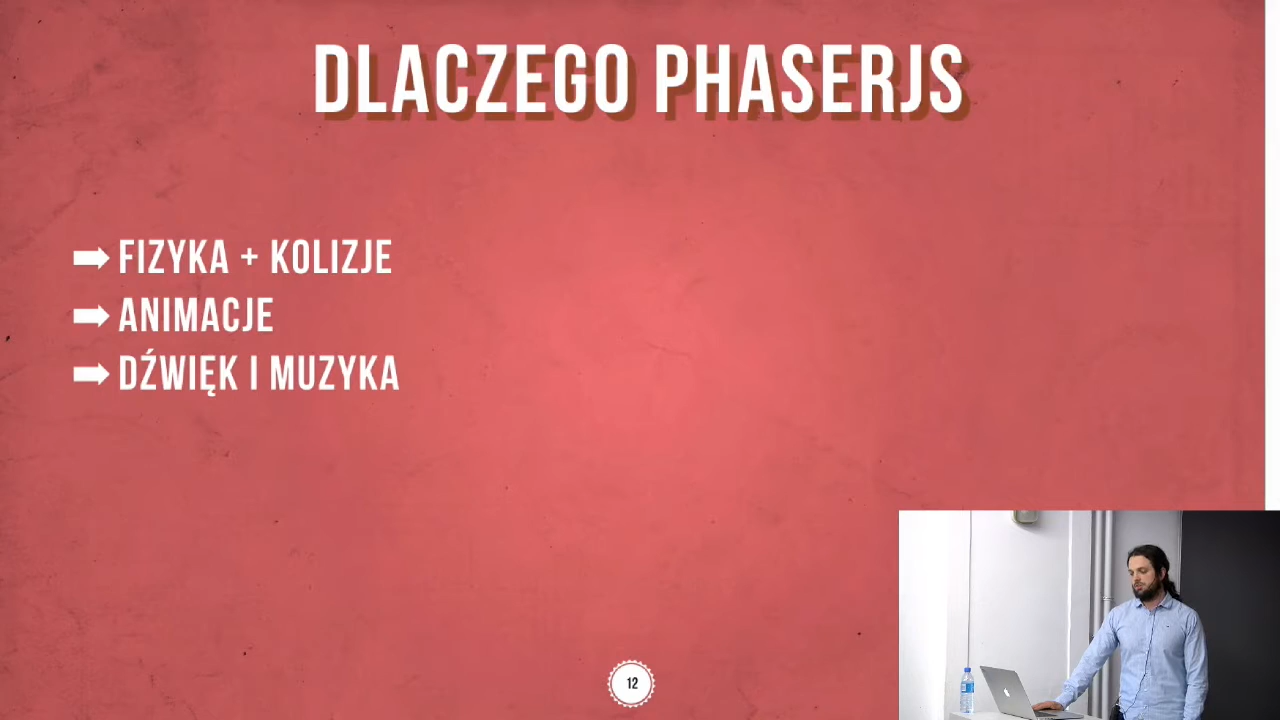 DLACZEGO PHASERJS
➡ FIZYKA + KOLIZJE
➡ ANIMACJE
➡ DŹWIĘK I MUZYKA
12